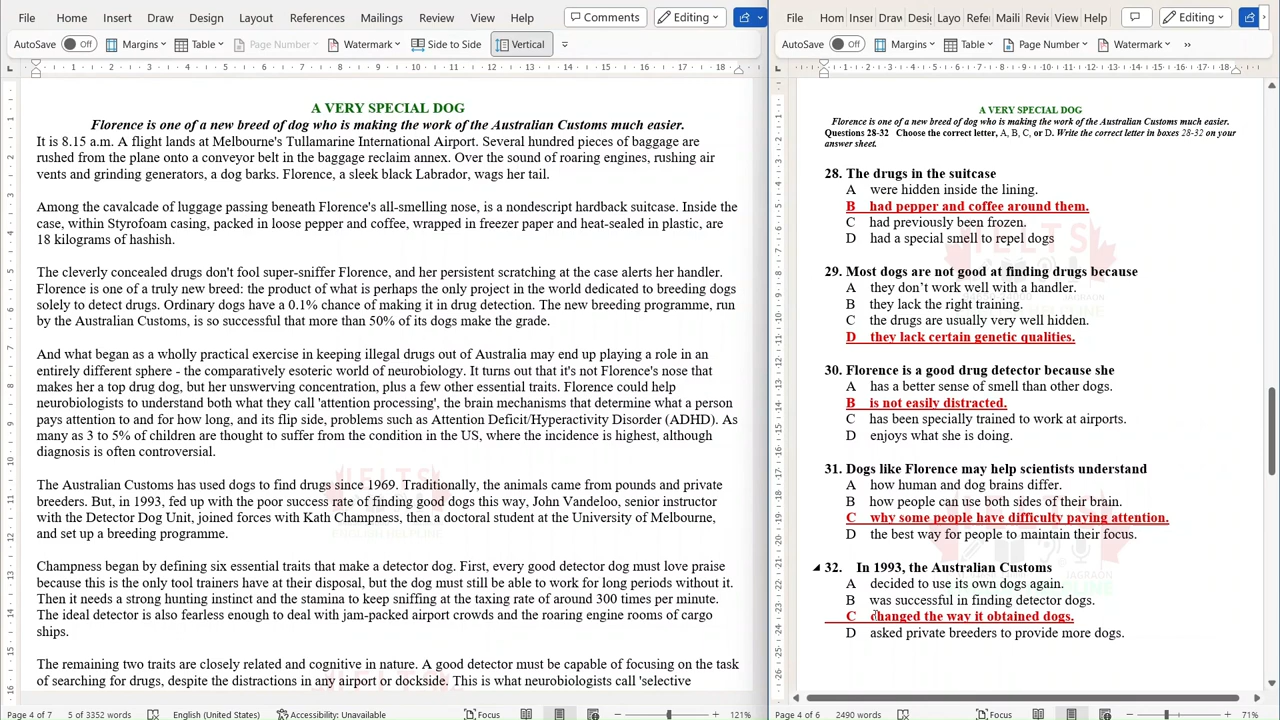 File Home Insert Draw Design Layout References Mailings Review View Help Comments Editing
AutoSave Off Margins Table Page Number Watermark Side to Side Vertical
A VERY SPECIAL DOG
Florence is one of a new breed of dog who is making the work of the Australian Customs much easier.
It is 8.15 a.m. A flight lands at Melbourne's Tullamarine International Airport. Several hundred pieces of baggage are
rushed from the plane onto a conveyor belt in the baggage reclaim annex. Over the sound of roaring engines, rushing air
vents and grinding generators, a dog barks. Florence, a sleek black Labrador, wags her tail.
Among the cavalcade of luggage passing beneath Florence's all-smelling nose, is a nondescript hardback suitcase. Inside the
case, within Styrofoam casing, packed in loose pepper and coffee, wrapped in freezer paper and heat-sealed in plastic, are
18 kilograms of hashish.
The cleverly concealed drugs don't fool super-sniffer Florence, and her persistent scratching at the case alerts her handler.
Florence is one of a truly new breed: the product of what is perhaps the only project in the world dedicated to breeding dogs
solely to detect drugs. Ordinary dogs have a 0.1% chance of making it in drug detection. The new breeding programme, run
by the Australian Customs, is so successful that more than 50% of its dogs make the grade.
And what began as a wholly practical exercise in keeping illegal drugs out of Australia may end up playing a role in an
entirely different sphere - the comparatively esoteric world of neurobiology. It turns out that it's not Florence's nose that
makes her a top drug dog, but her unswerving concentration, plus a few other essential traits. Florence could help
neurobiologists to understand both what they call 'attention processing', the brain mechanisms that determine what a person
pays attention to and for how long, and its flip side, problems such as Attention Deficit/Hyperactivity Disorder (ADHD). As
many as 3 to 5% of children are thought to suffer from the condition in the US, where the incidence is highest, although
diagnosis is often controversial.
The Australian Customs has used dogs to find drugs since 1969. Traditionally, the animals came from pounds and private
breeders. But, in 1993, fed up with the poor success rate of finding good dogs this way, John Vandeloo, senior instructor
with the Detector Dog Unit, joined forces with Kath Champness, then a doctoral student at the University of Melbourne,
and set up a breeding programme.
Champness began by defining six essential traits that make a detector dog. First, every good detector dog must love praise
because this is the only tool trainers have at their disposal, but the dog must still be able to work for long periods without it.
Then it needs a strong hunting instinct and the stamina to keep sniffing at the taxing rate of around 300 times per minute.
The ideal detector is also fearless enough to deal with jam-packed airport crowds and the roaring engine rooms of cargo
ships.
The remaining two traits are closely related and cognitive in nature. A good detector must be capable of focusing on the task
of searching for drugs, despite the distractions in any airport or dockside. This is what neurobiologists call 'selective
Page 4 of 7 5 of 3352 words English (United States) Accessibility: Unavailable Focus 121%
File Hom Inser Draw Desig Layo Refer Maili Revie View Help Editing
AutoSave Off Margins Table Page Number Watermark
A VERY SPECIAL DOG
Florence is one of a new breed of dog who is making the work of the Australian Customs much easier.
Questions 28-32 Choose the correct letter, A, B, C, or D. Write the correct letter in boxes 28-32 on your
answer sheet.
28. The drugs in the suitcase
A were hidden inside the lining.
B had pepper and coffee around them.
C had previously been frozen.
D had a special smell to repel dogs
29. Most dogs are not good at finding drugs because
A they don't work well with a handler.
B they lack the right training.
C the drugs are usually very well hidden.
D they lack certain genetic qualities.
30. Florence is a good drug detector because she
A has a better sense of smell than other dogs.
B is not easily distracted.
C has been specially trained to work at airports.
D enjoys what she is doing.
31. Dogs like Florence may help scientists understand
A how human and dog brains differ.
B how people can use both sides of their brain.
C why some people have difficulty paying attention.
D the best way for people to maintain their focus.
32. In 1993, the Australian Customs
A decided to use its own dogs again.
B was successful in finding detector dogs.
C changed the way it obtained dogs.
D asked private breeders to provide more dogs.
Page 4 of 6 2490 words Focus 71%